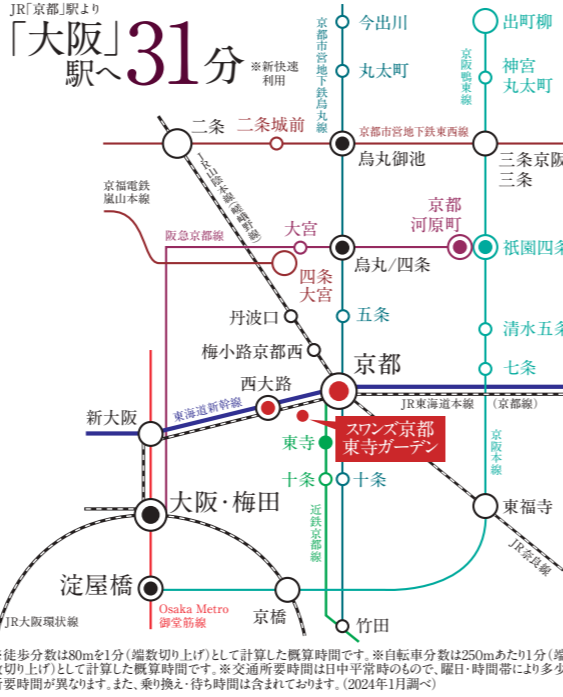 JR「京都」駅より
「大阪」
駅へ31分
※新快速
利用
今出川
丸太町
京都市営地下鉄烏丸線
出町柳
神宮
丸太町
京阪鴨東線
二条
二条城前
京都市営地下鉄東西線
烏丸御池
三条京阪
三条
京福電鉄
嵐山本線
JR山陰本線(嵯峨野線)
阪急京都線
大宮
京都
河原町
四条
大宮
烏丸/四条
祇園四条
丹波口
五条
清水五条
梅小路京都西
京都
七条
西大路
東海道新幹線
JR東海道本線 (京都線)
新大阪
スワンズ京都
東寺ガーデン
東寺
京阪本線
十条
十条
大阪・梅田
近鉄京都線
東福寺
JR奈良線
淀屋橋
Osaka Metro
御堂筋線
京橋
JR大阪環状線
竹田
※徒歩分数は80mを1分(端数切り上げ)として計算した概算時間です。※自転車分数は250mあたり1分(端
数切り上げ)として計算した概算時間です。※交通所要時間は日中平常時のもので、曜日・時間帯により多少
所要時間が異なります。また、乗り換え・待ち時間は含まれております。(2024年1月調べ)